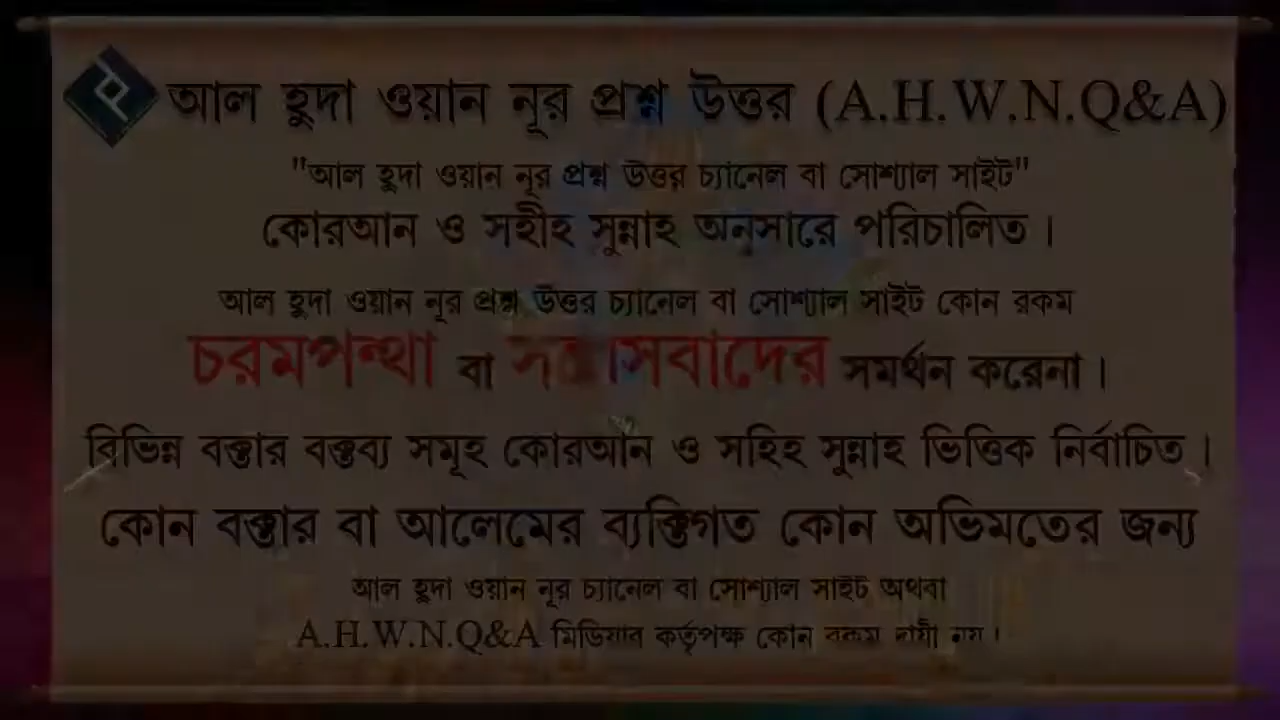 আল হুদা ওয়ান নূর প্রশ্ন উত্তর (A.H.W.N.Q&A)
"আল হুদা ওয়ান নূর প্রশ্ন উত্তর চ্যানেল বা সোশ্যাল সাইট"
কোরআন ও সহীহ সুন্নাহ অনুসারে পরিচালিত ।
আল হুদা ওয়ান নূর প্রশ্ন উত্তর চ্যানেল বা সোশ্যাল সাইট কোন রকম
চরমপন্থা বা সন্ত্রাসবাদের সমর্থন করেনা ।
বিভিন্ন বক্তার বক্তব্য সমূহ কোরআন ও সহিহ সুন্নাহ ভিত্তিক নির্বাচিত ।
কোন বক্তার বা আলেমের ব্যক্তিগত কোন অভিমতের জন্য
আল হুদা ওয়ান নূর চ্যানেল বা সোশ্যাল সাইট অথবা
A.H.W.N.Q&A মিডিয়ার কর্তৃপক্ষ কোন রকম দায়ী নয় ।